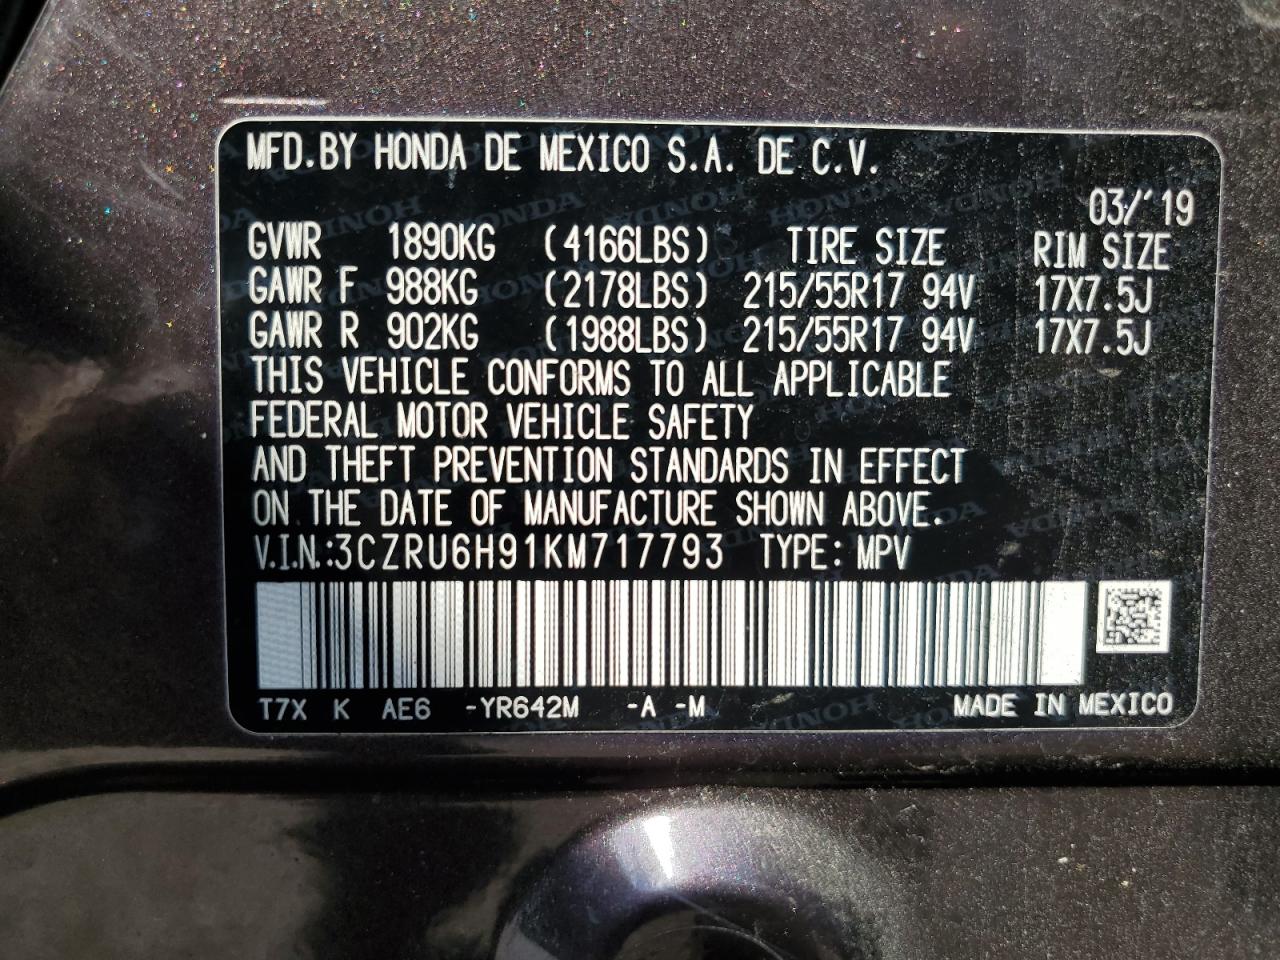 MFD.BY HONDA DE MEXICO S.A. DE C.V.
03/'19
GVWR 1890KG (4166LBS) TIRE SIZE RIM SIZE
GAWR F 988KG (2178LBS) 215/55R17 94V 17X7.5J
GAWR R 902KG (1988LBS) 215/55R17 94V 17X7.5J
THIS VEHICLE CONFORMS TO ALL APPLICABLE
FEDERAL MOTOR VEHICLE SAFETY
AND THEFT PREVENTION STANDARDS IN EFFECT
ON THE DATE OF MANUFACTURE SHOWN ABOVE.
V.I.N.:3CZRU6H91KM717793 TYPE: MPV
T7X K AE6 -YR642M -A -M MADE IN MEXICO